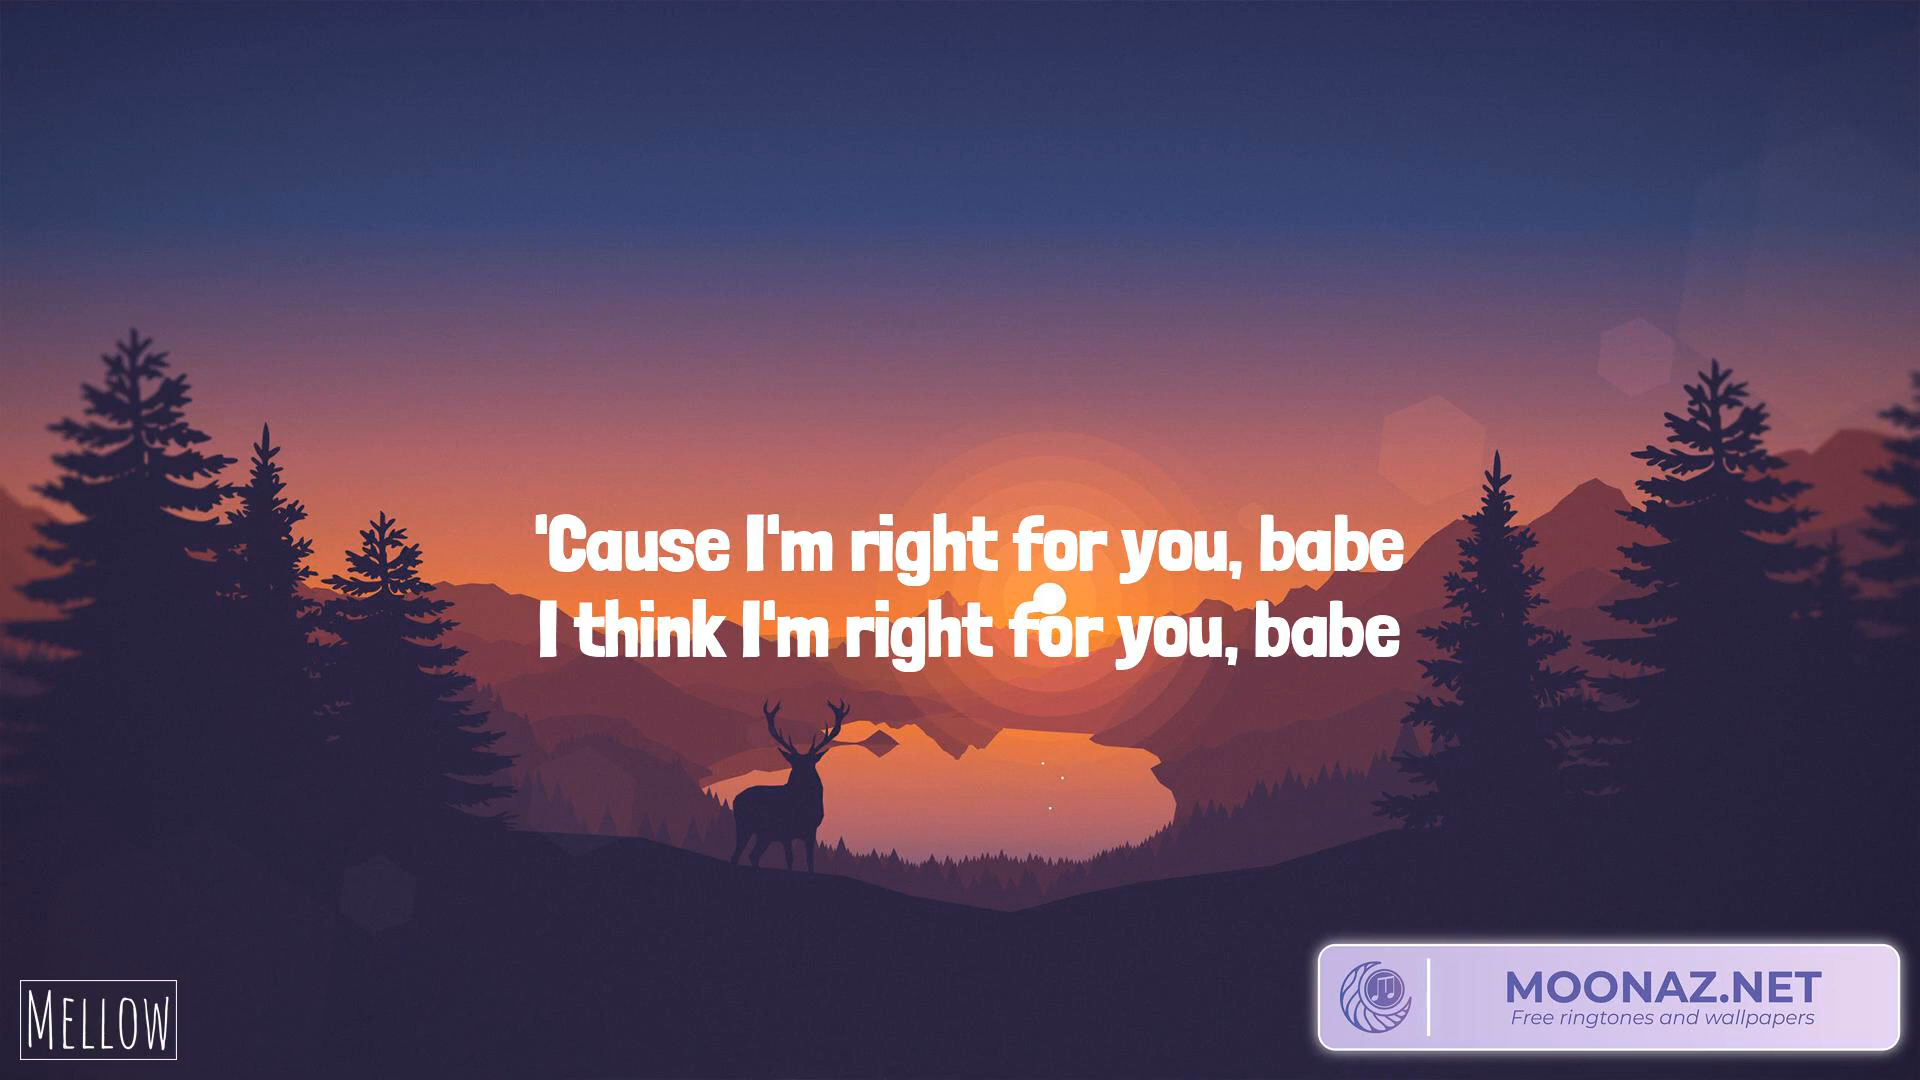 'Cause I'm right for you, babe
I think I'm right for you, babe
MELLOW
MOONAZ.NET
Free ringtones and wallpapers